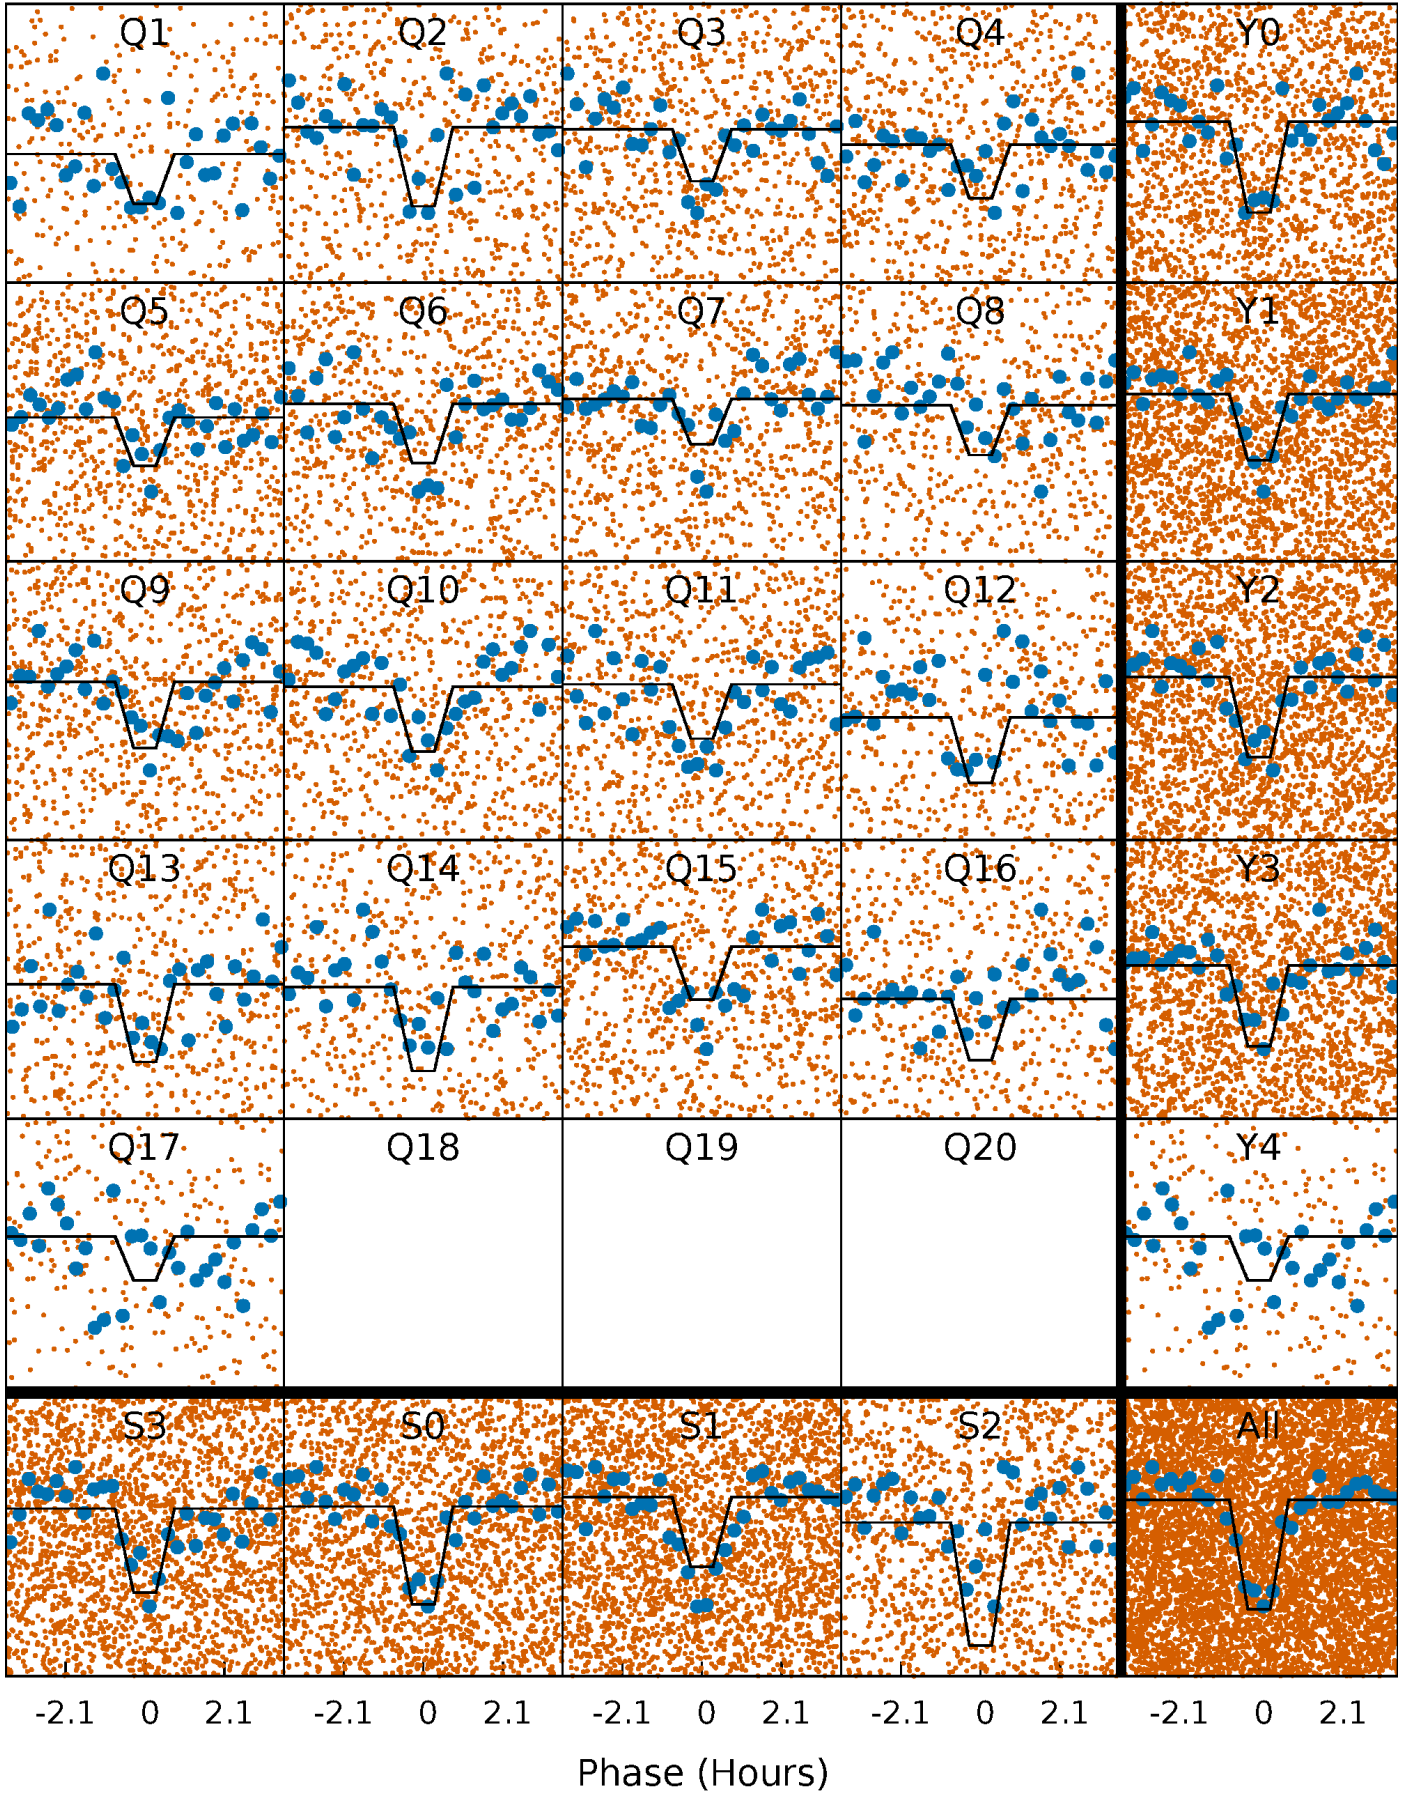 Q1 Q2 Q3 Q4 Y0
Q5 Q6 Q7 Q8 Y1
Q9 Q10 Q11 Q12 Y2
Q13 Q14 Q15 Q16 Y3
Q17 Q18 Q19 Q20 Y4
S3 S0 S1 S2 All
-2.1 0 2.1 -2.1 0 2.1 -2.1 0 2.1 -2.1 0 2.1 -2.1 0 2.1
Phase (Hours)